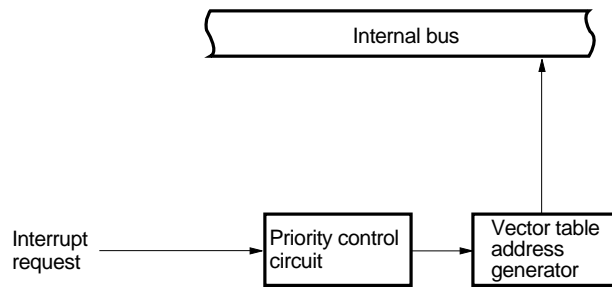 Internal bus
Interrupt
request
Priority control
circuit
Vector table
address
generator